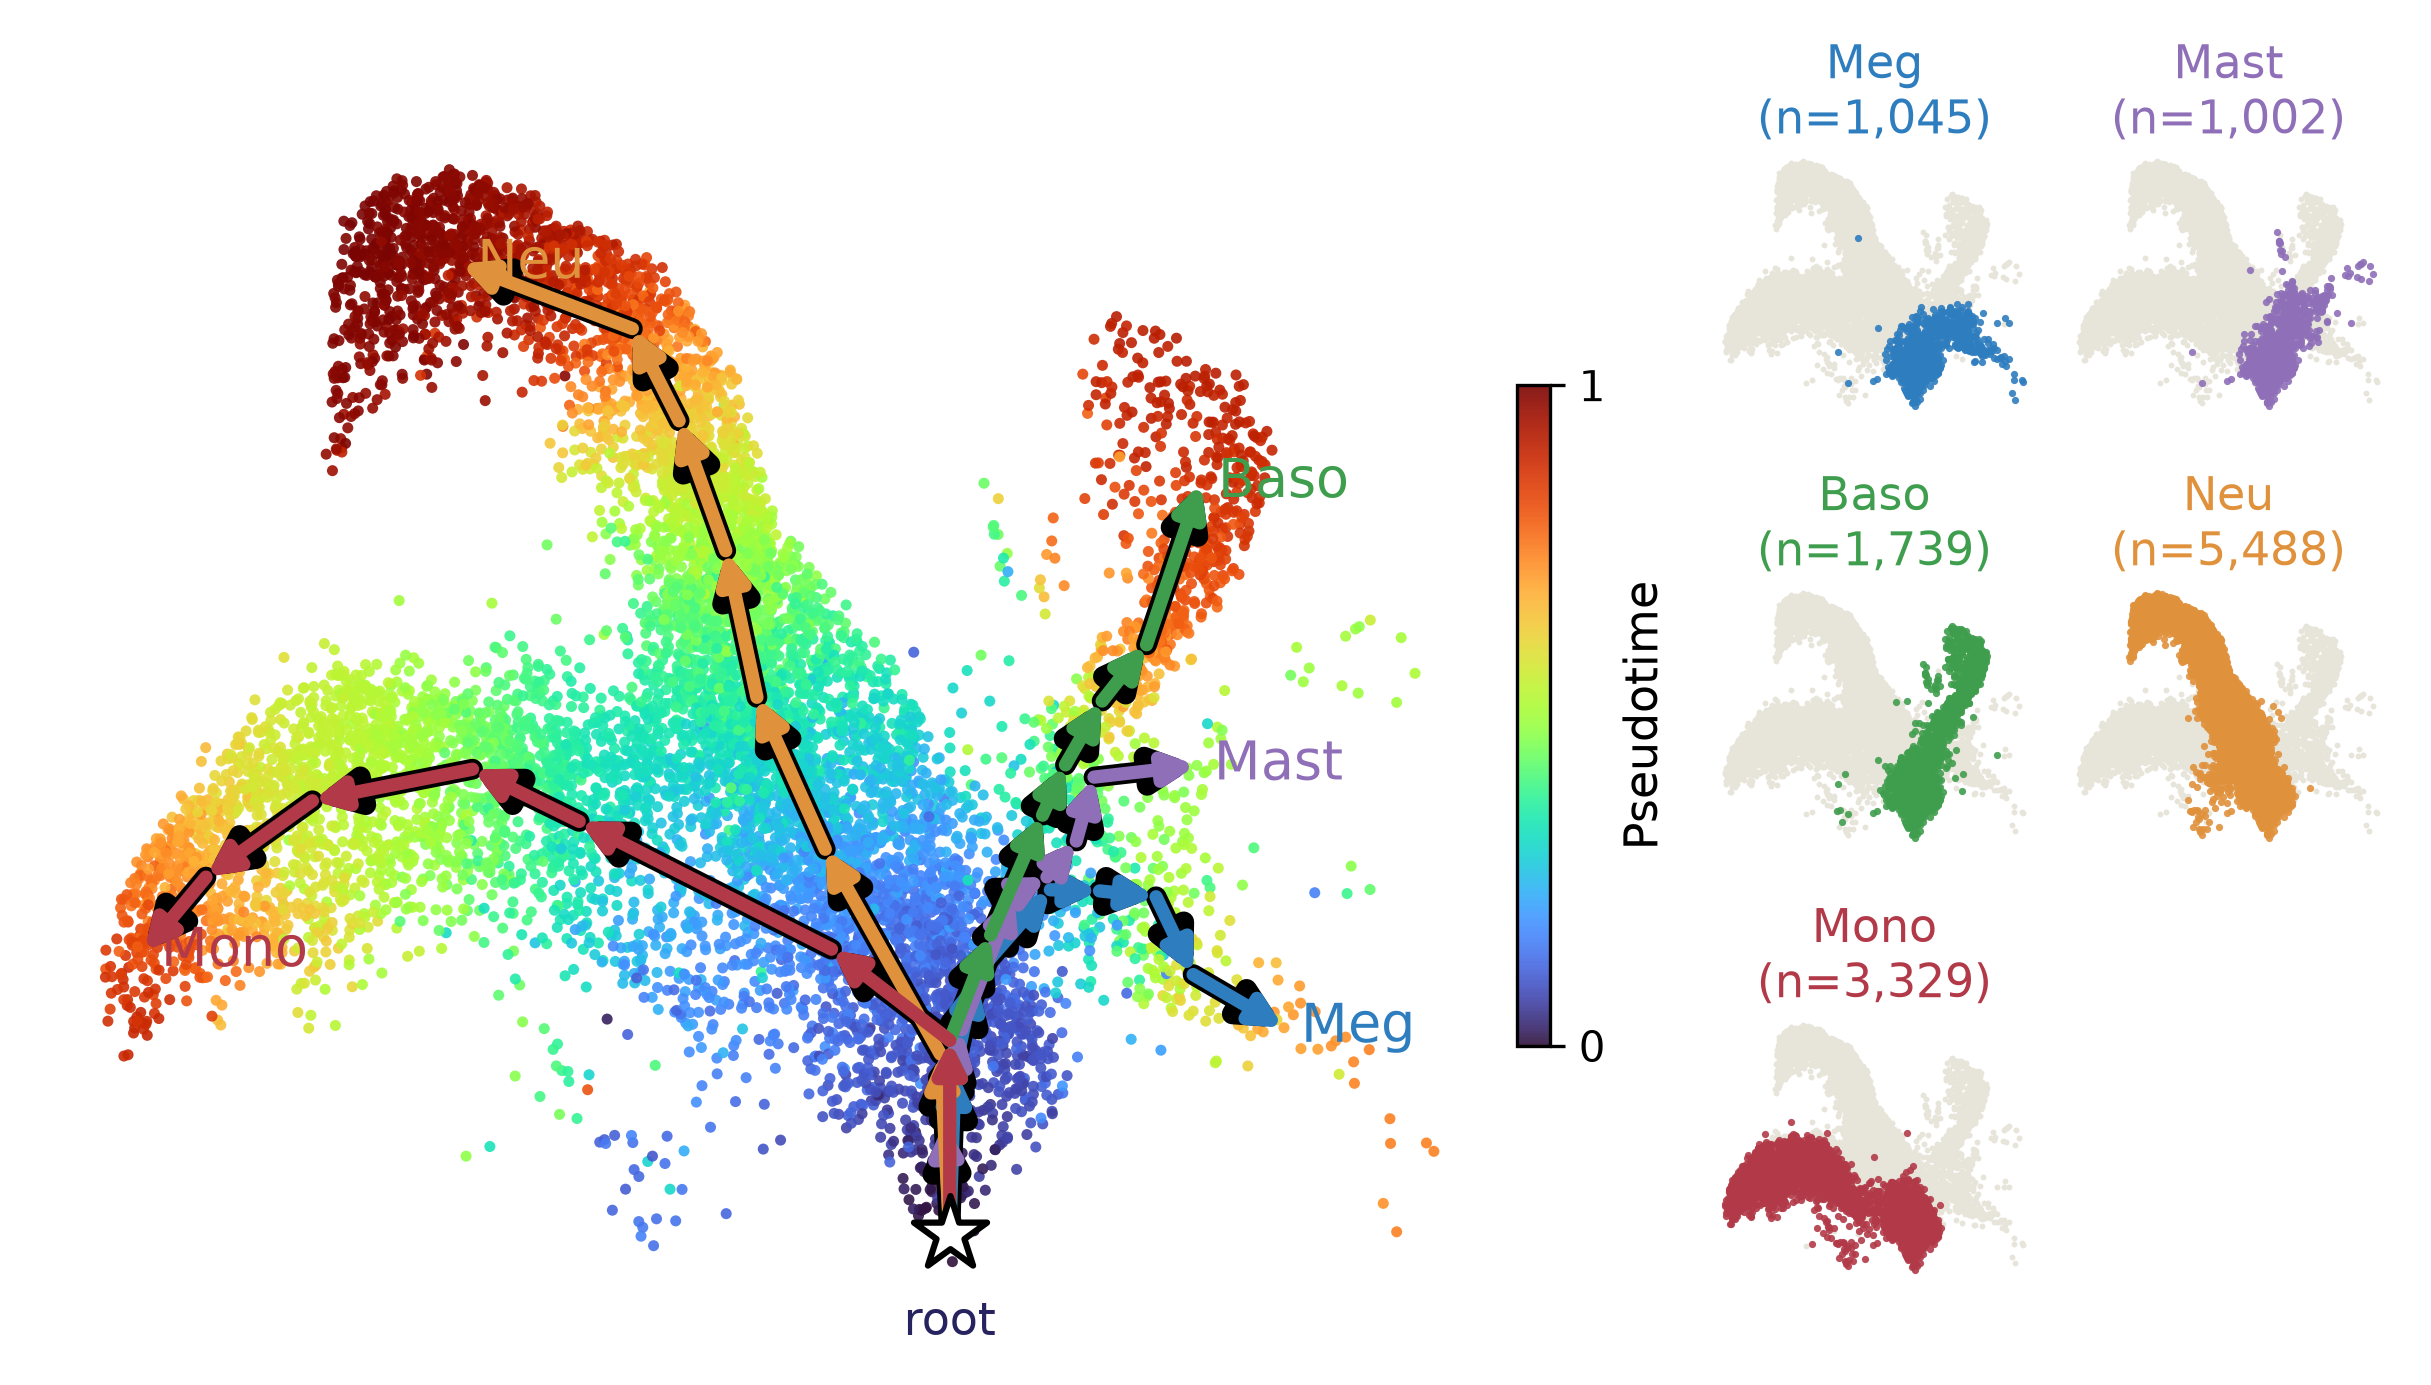 Neu
Baso
Mast
Mono
Meg
root
1
Pseudotime
0
Meg
(n=1,045)
Mast
(n=1,002)
Baso
(n=1,739)
Neu
(n=5,488)
Mono
(n=3,329)